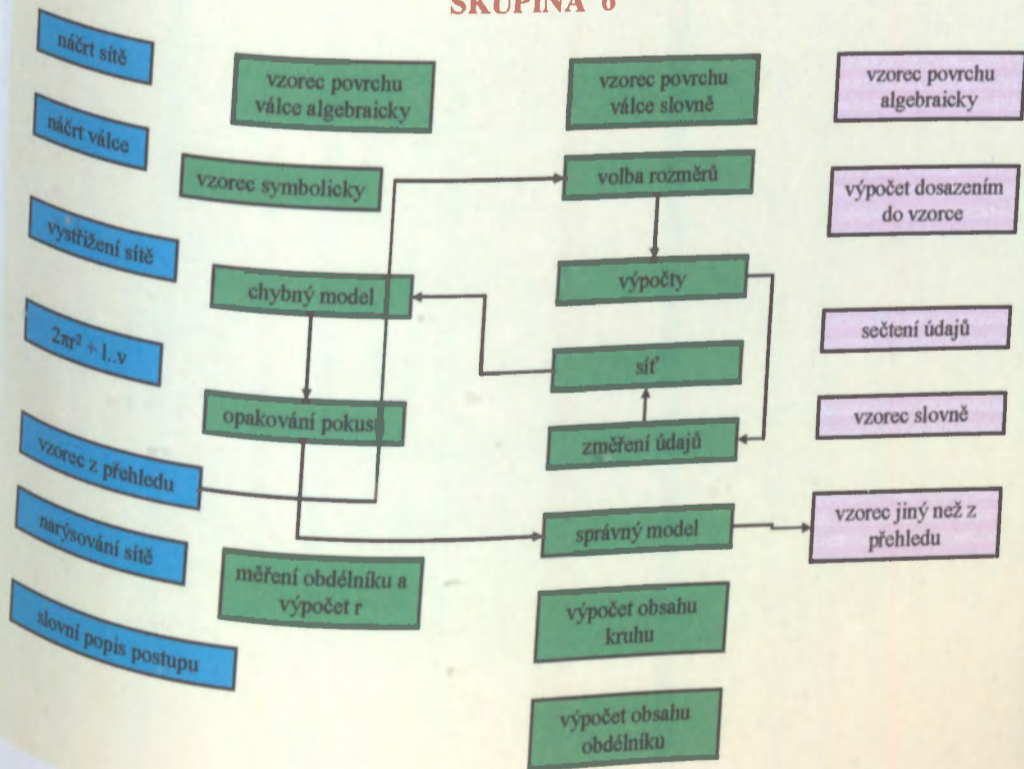 SKUPINA 6
náčrt sítě
náčrt válce
vystřižení sítě
2πr² + l..v
vzorec z přehledu
narýsování sítě
slovní popis postupu
vzorec povrchu
válce algebraicky
vzorec symbolicky
chybný model
opakování pokusu
měření obdélníku a
výpočet r
vzorec povrchu
válce slovně
volba rozměrů
výpočty
síť
změření údajů
správný model
výpočet obsahu
kruhu
výpočet obsahu
obdélníku
vzorec povrchu
algebraicky
výpočet dosazením
do vzorce
sečtení údajů
vzorec slovně
vzorec jiný než z
přehledu